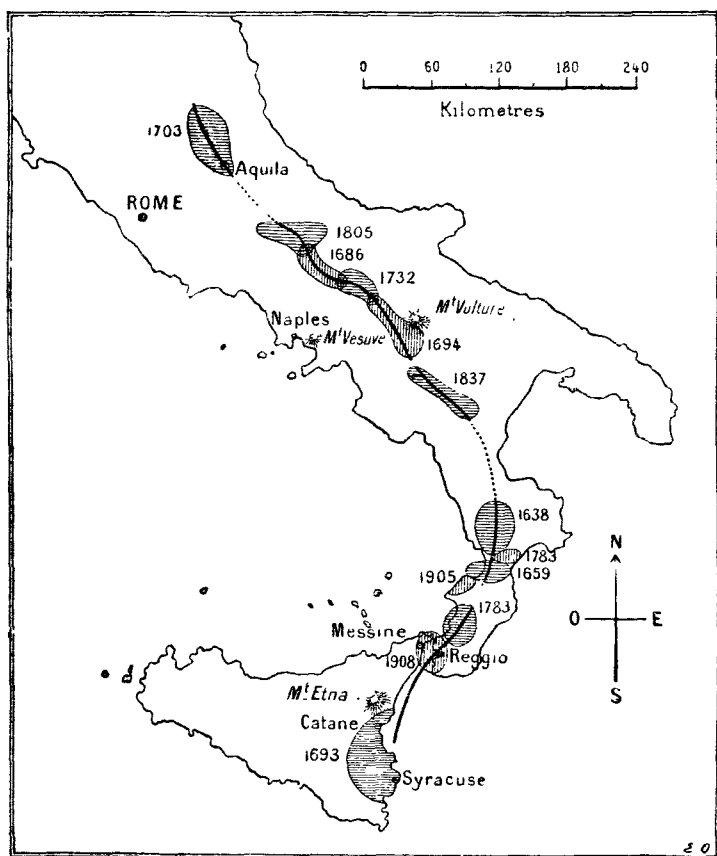 0 60 120 180 240
Kilometres
1703
Aquila
ROME
1805
1686
1732
Mt Vulture
Naples
Mt Vesuve
1694
1837
1638
N
1783
1659
1905
1783
O E
Messine
1908
Reggio
S
Mt Etna
Catane
1693
Syracuse
E O